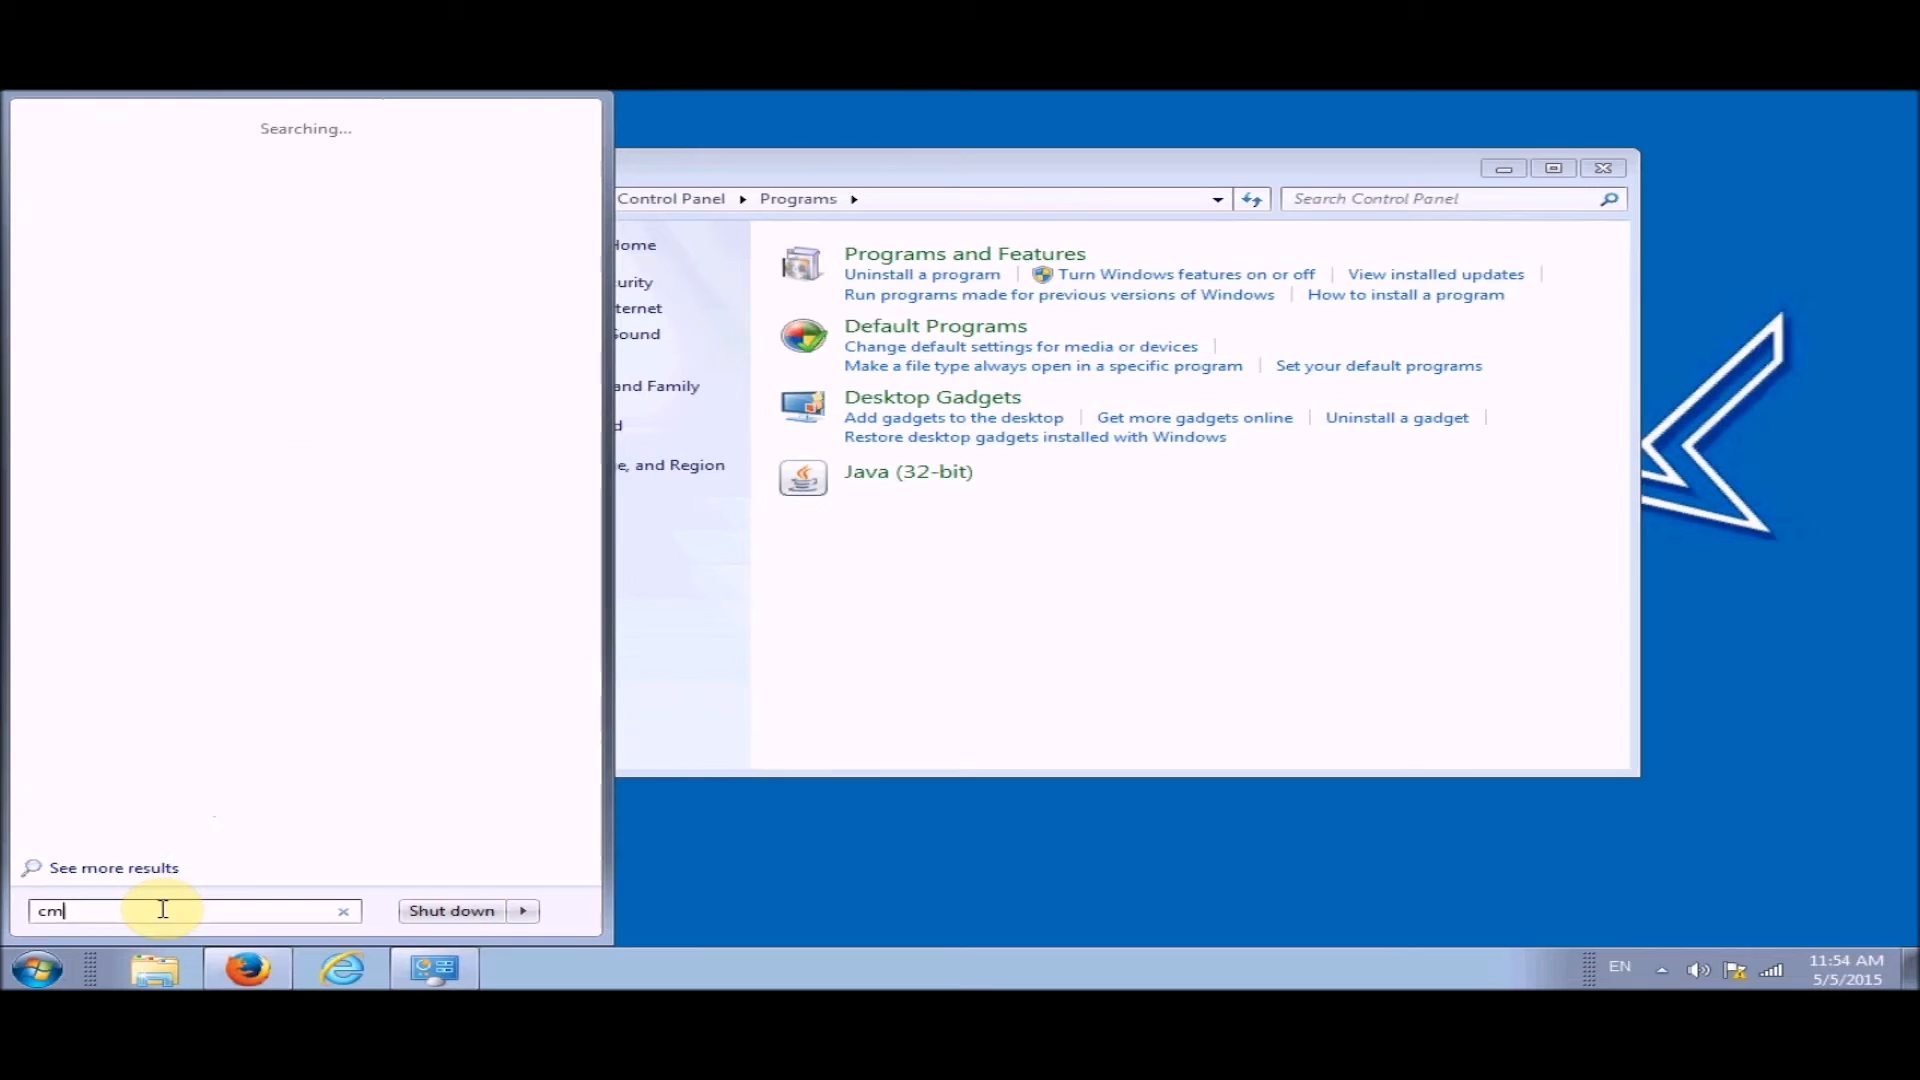 Searching...
See more results
cm
Shut down
Control Panel Programs
Search Control Panel
Home
urity
ternet
Sound
and Family
d
e, and Region
Programs and Features
Uninstall a program Turn Windows features on or off View installed updates
Run programs made for previous versions of Windows How to install a program
Default Programs
Change default settings for media or devices
Make a file type always open in a specific program Set your default programs
Desktop Gadgets
Add gadgets to the desktop Get more gadgets online Uninstall a gadget
Restore desktop gadgets installed with Windows
Java (32-bit)
EN
11:54 AM
5/5/2015